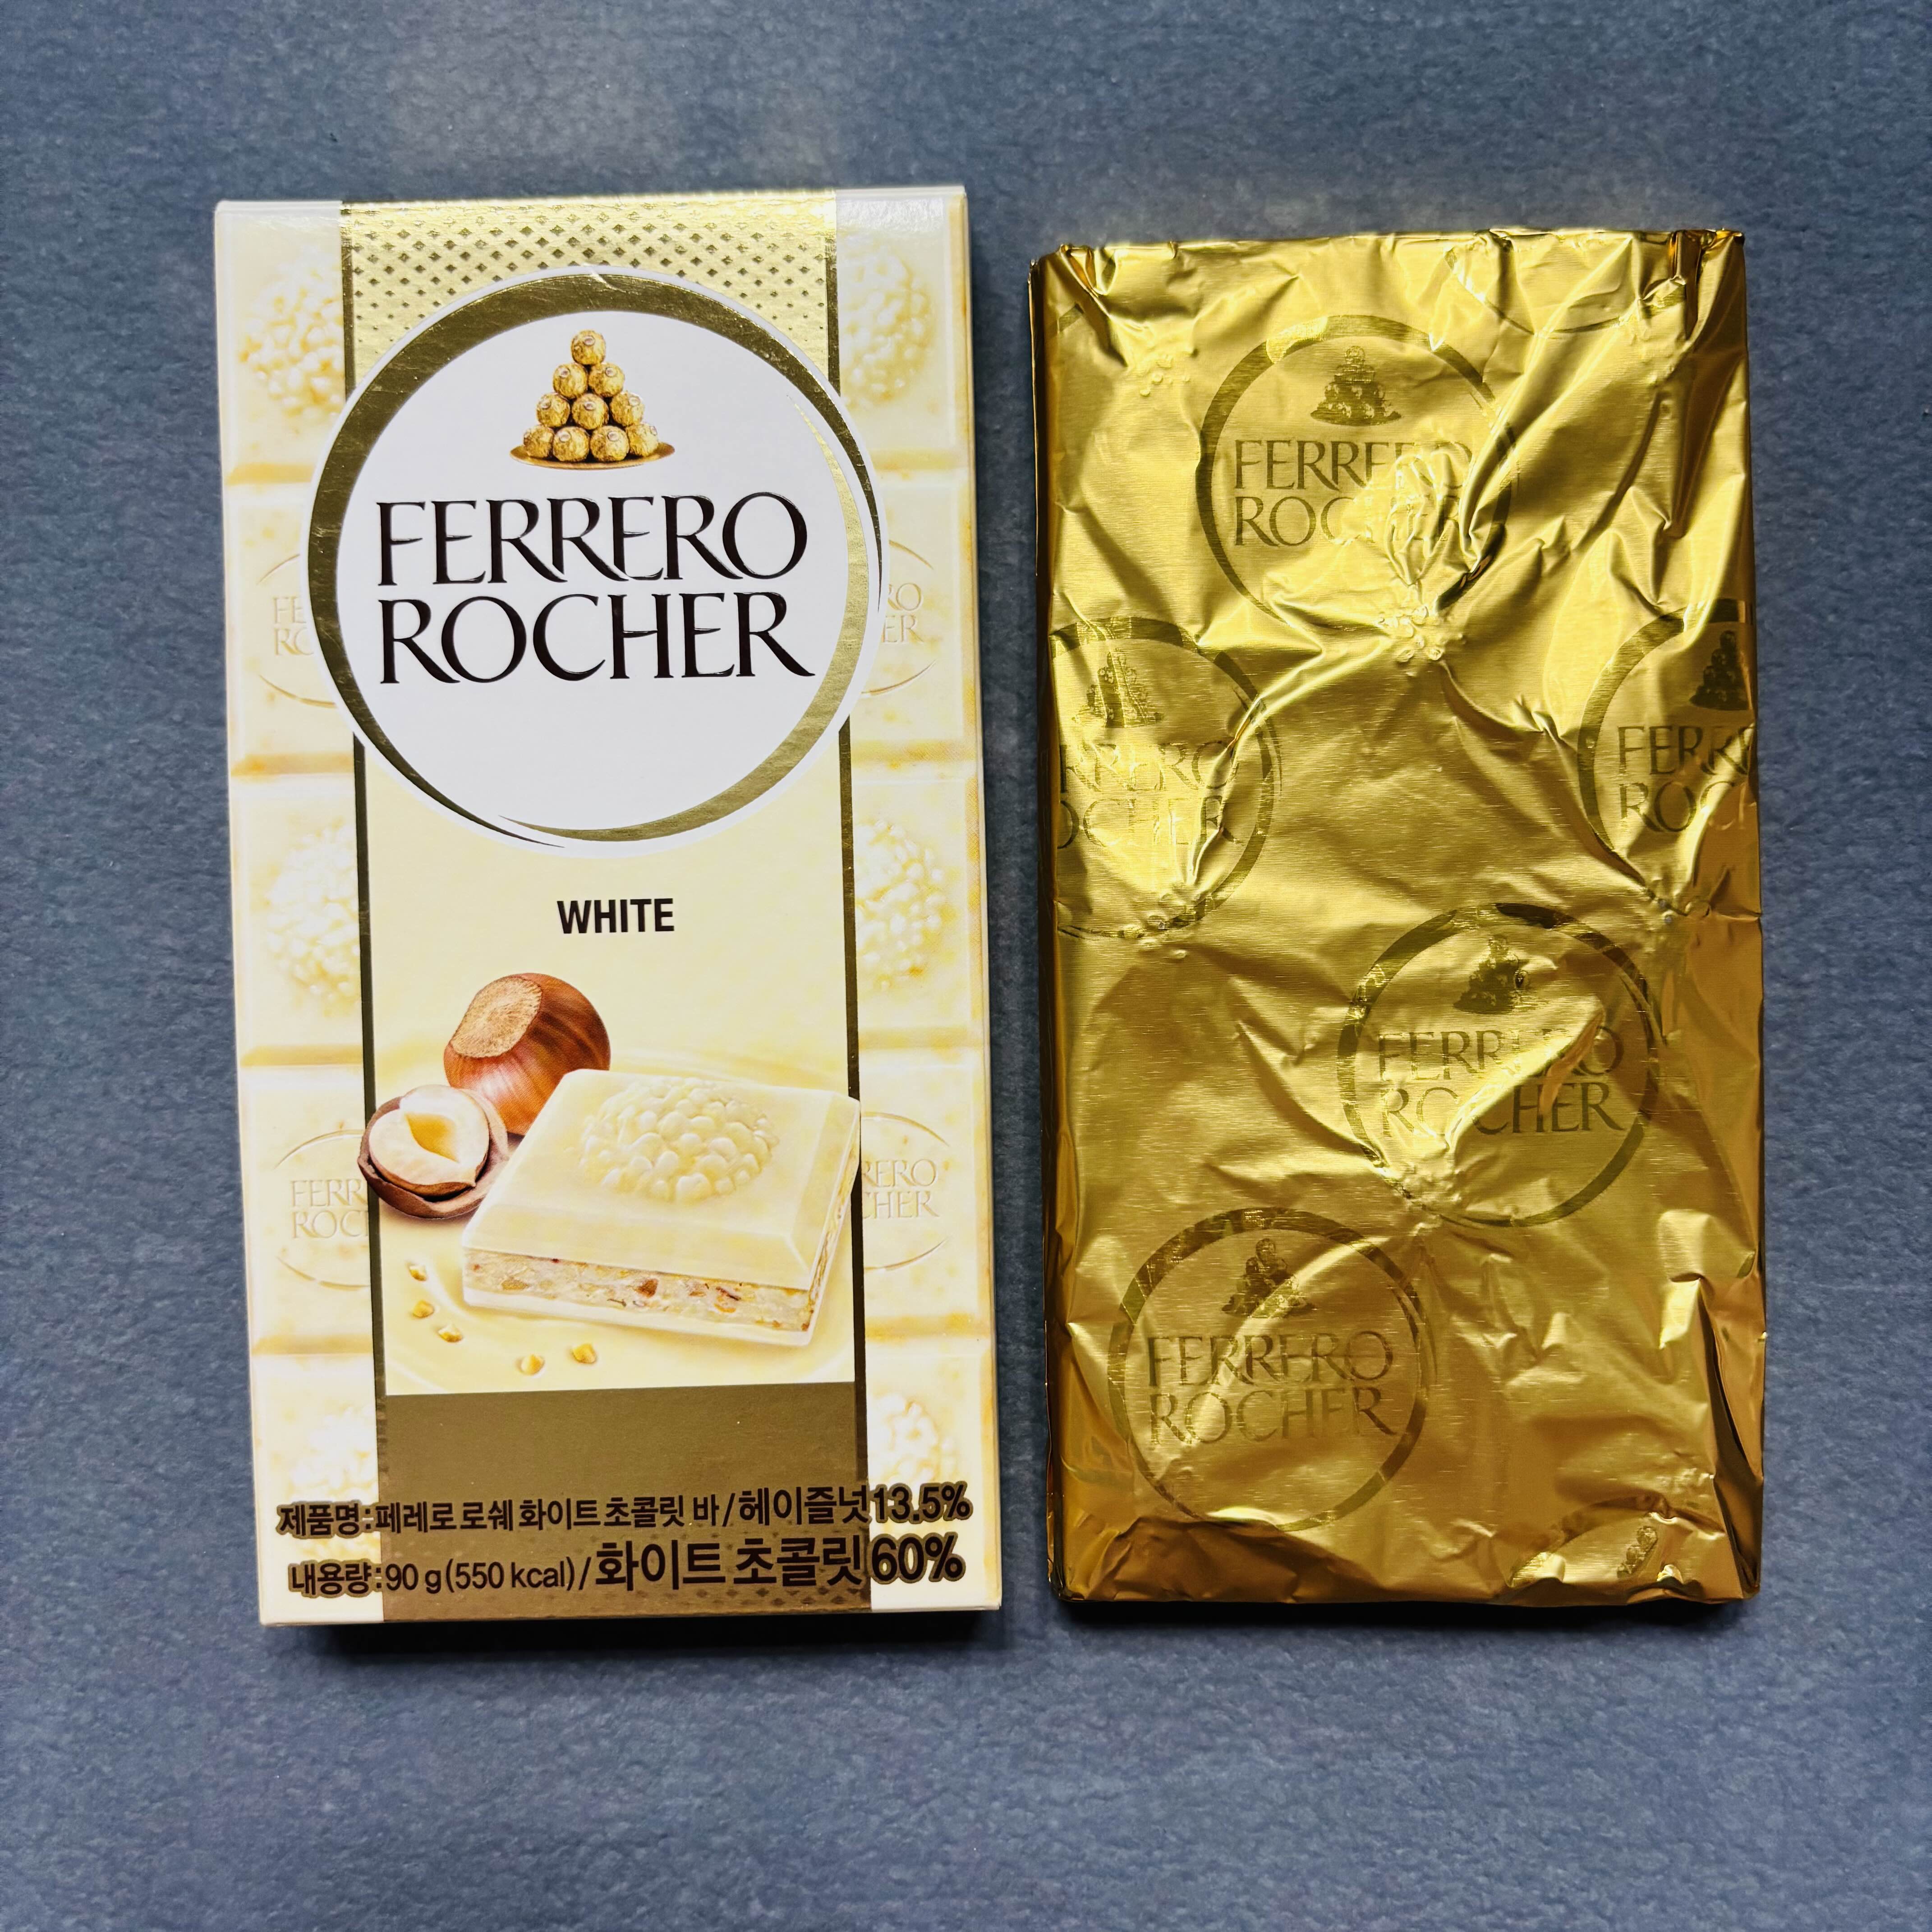 FERRERO
ROCHER
WHITE
제품명:페레로 로쉐 화이트 초콜릿 바/헤이즐넛13.5%
내용량:90 g(550 kcal)/화이트 초콜릿60%
FERRERO
ROCHER
FERRERO
ROCHER
FERRERO
ROCHER